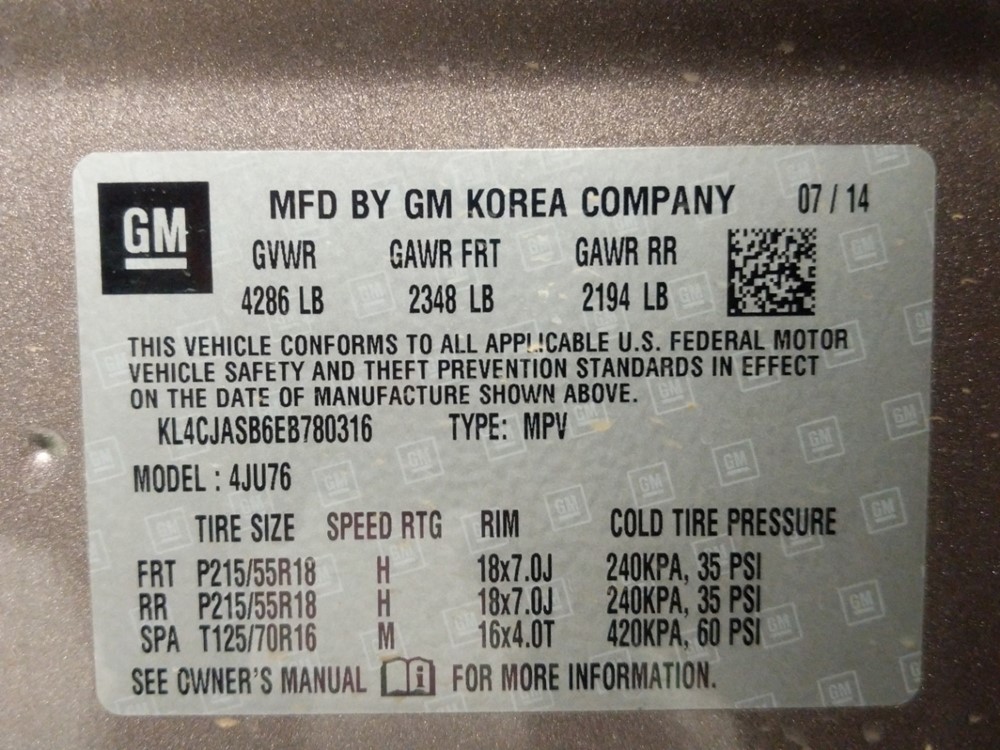 GM
MFD BY GM KOREA COMPANY 07 / 14
GVWR GAWR FRT GAWR RR
4286 LB 2348 LB 2194 LB
THIS VEHICLE CONFORMS TO ALL APPLICABLE U.S. FEDERAL MOTOR
VEHICLE SAFETY AND THEFT PREVENTION STANDARDS IN EFFECT
ON THE DATE OF MANUFACTURE SHOWN ABOVE.
KL4CJASB6EB780316 TYPE: MPV
MODEL : 4JU76
TIRE SIZE SPEED RTG RIM COLD TIRE PRESSURE
FRT P215/55R18 H 18x7.0J 240KPA, 35 PSI
RR P215/55R18 H 18x7.0J 240KPA, 35 PSI
SPA T125/70R16 M 16x4.0T 420KPA, 60 PSI
SEE OWNER'S MANUAL i FOR MORE INFORMATION.